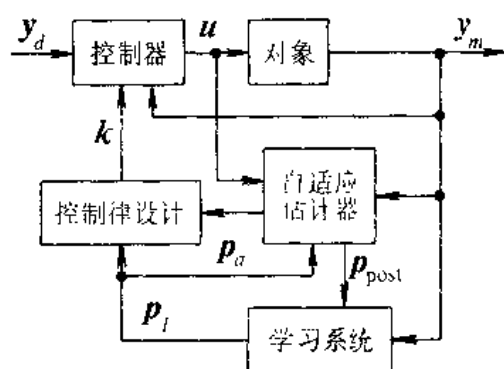 y_d
控制器
u
对象
y_m
k
控制律设计
自适应
估计器
p_a
p_post
p_l
学习系统